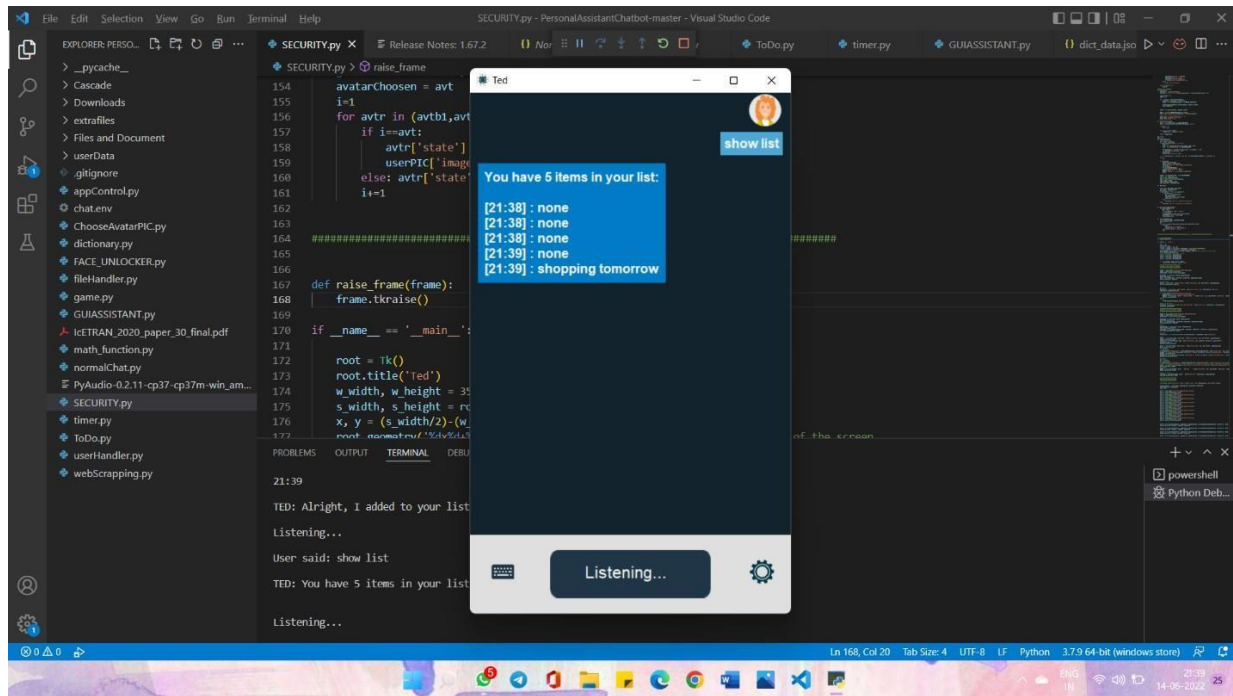 File Edit Selection View Go Run Terminal Help
SECURITY.py - PersonalAssistantChatbot-master - Visual Studio Code
EXPLORER: PERSO...
SECURITY.py
Release Notes: 1.67.2
Nor
ToDo.py
timer.py
GUIASSISTANT.py
dict_data.jso
SECURITY.py > raise_frame
> _pycache_
> Cascade
> Downloads
> extrafiles
> Files and Document
> userData
.gitignore
appControl.py
chat.env
ChooseAvatarPIC.py
dictionary.py
FACE_UNLOCKER.py
fileHandler.py
game.py
GUIASSISTANT.py
IcETRAN_2020_paper_30_final.pdf
math_function.py
normalChat.py
PyAudio-0.2.11-cp37-cp37m-win_am...
SECURITY.py
timer.py
ToDo.py
userHandler.py
webScrapping.py
154 avatarChoosen = avt
155 i=1
156 for avtr in (avtb1,avt
157 if i==avt:
158 avtr['state']
159 userPIC['image
160 else: avtr['state'
161 i+=1
162
163
164 ##########################
165
166
167 def raise_frame(frame):
168 frame.tkraise()
169
170 if __name__ == '__main__':
171
172 root = Tk()
173 root.title('Ted')
174 w_width, w_height = 35
175 s_width, s_height = ro
176 x, y = (s_width/2)-(w_
177 root.geometry('%dx%d+% of the screen
Ted
show list
You have 5 items in your list:
[21:38] : none
[21:38] : none
[21:38] : none
[21:39] : none
[21:39] : shopping tomorrow
Listening...
PROBLEMS OUTPUT TERMINAL DEBU
21:39
TED: Alright, I added to your list
Listening...
User said: show list
TED: You have 5 items in your list
Listening...
powershell
Python Deb...
0 0
Ln 168, Col 20 Tab Size: 4 UTF-8 LF Python 3.7.9 64-bit (windows store)
ENG
IN
21:39
14-06-2022
25